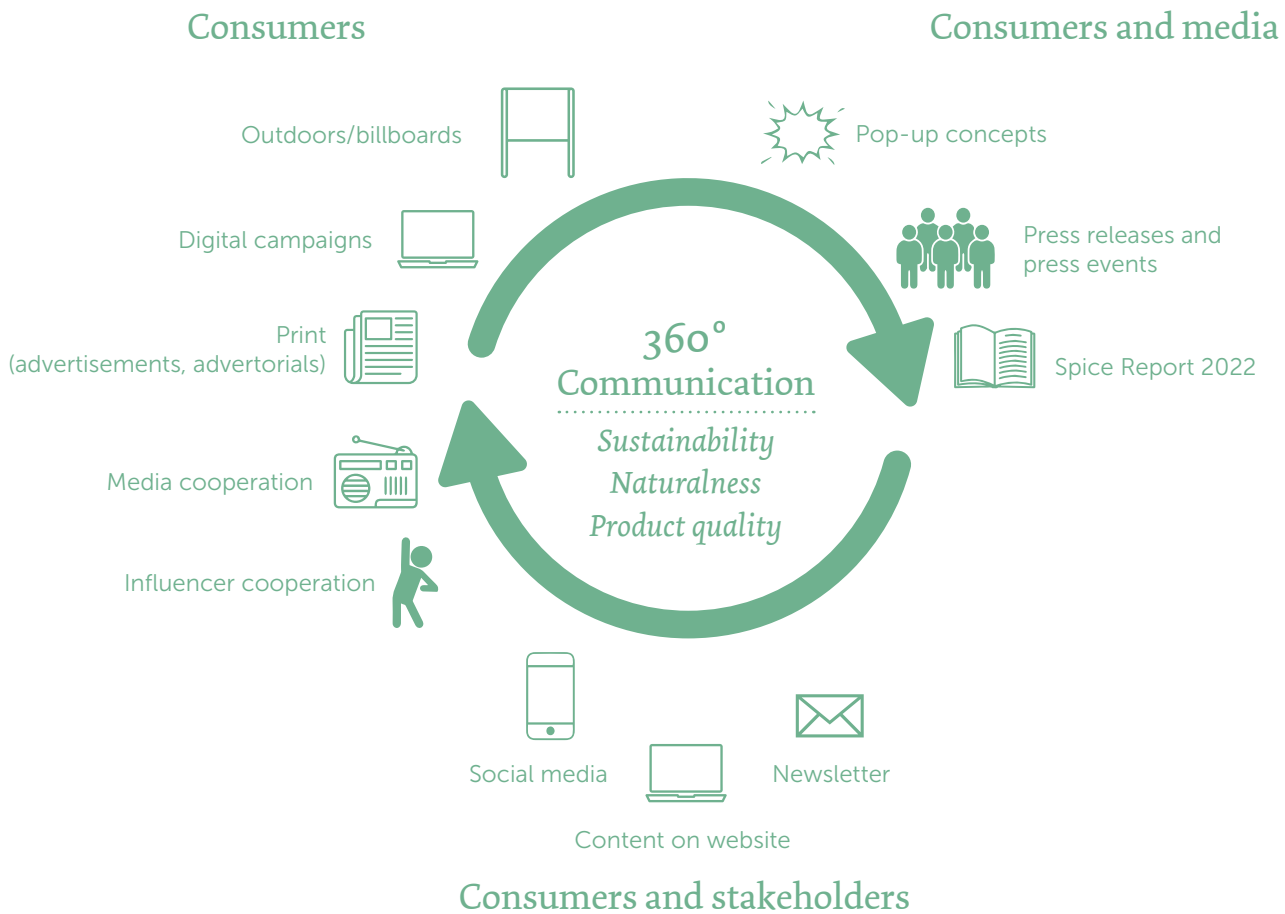 Consumers
Consumers and media
Outdoors/billboards
Pop-up concepts
Digital campaigns
Press releases and
press events
Print
(advertisements, advertorials)
Spice Report 2022
360°
Communication
Sustainability
Naturalness
Product quality
Media cooperation
Influencer cooperation
Social media
Newsletter
Content on website
Consumers and stakeholders